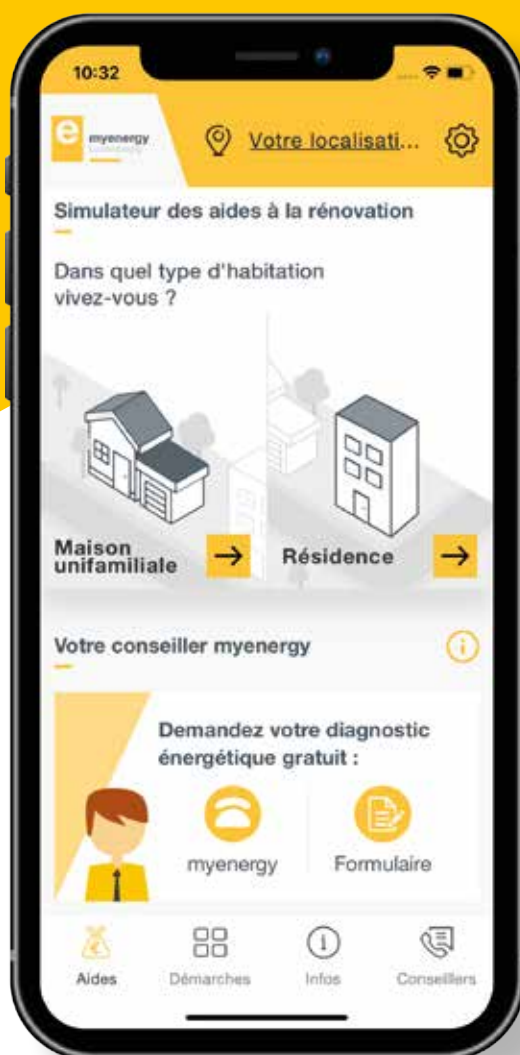 10:32
e myenergy
Votre localisati...
Simulateur des aides à la rénovation
Dans quel type d'habitation
vivez-vous ?
Maison
unifamiliale
Résidence
Votre conseiller myenergy
Demandez votre diagnostic
énergétique gratuit :
myenergy
Formulaire
Aides
Démarches
Infos
Conseillers